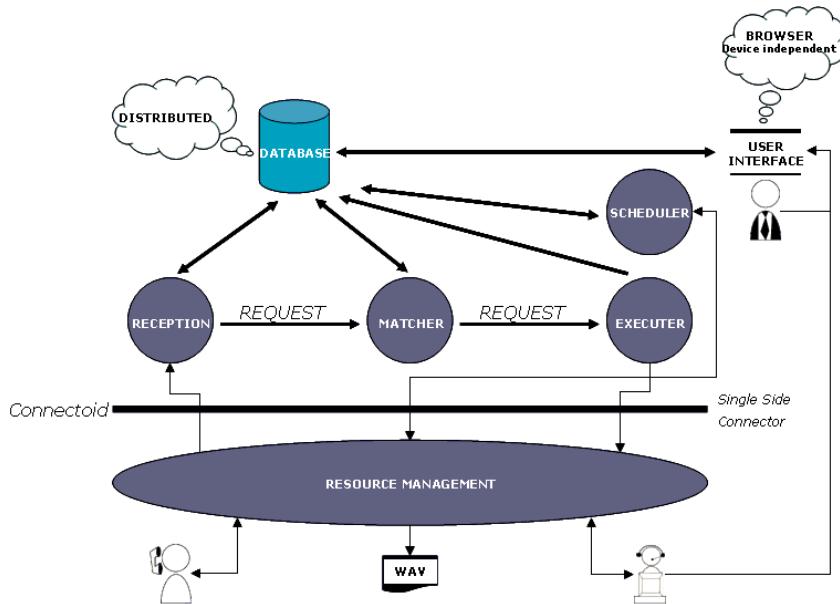 BROWSER
Device independent
DISTRIBUTED
DATABASE
USER
INTERFACE
SCHEDULER
REQUEST
REQUEST
RECEPTION
MATCHER
EXECUTER
Connectoid
Single Side
Connector
RESOURCE MANAGEMENT
WAV